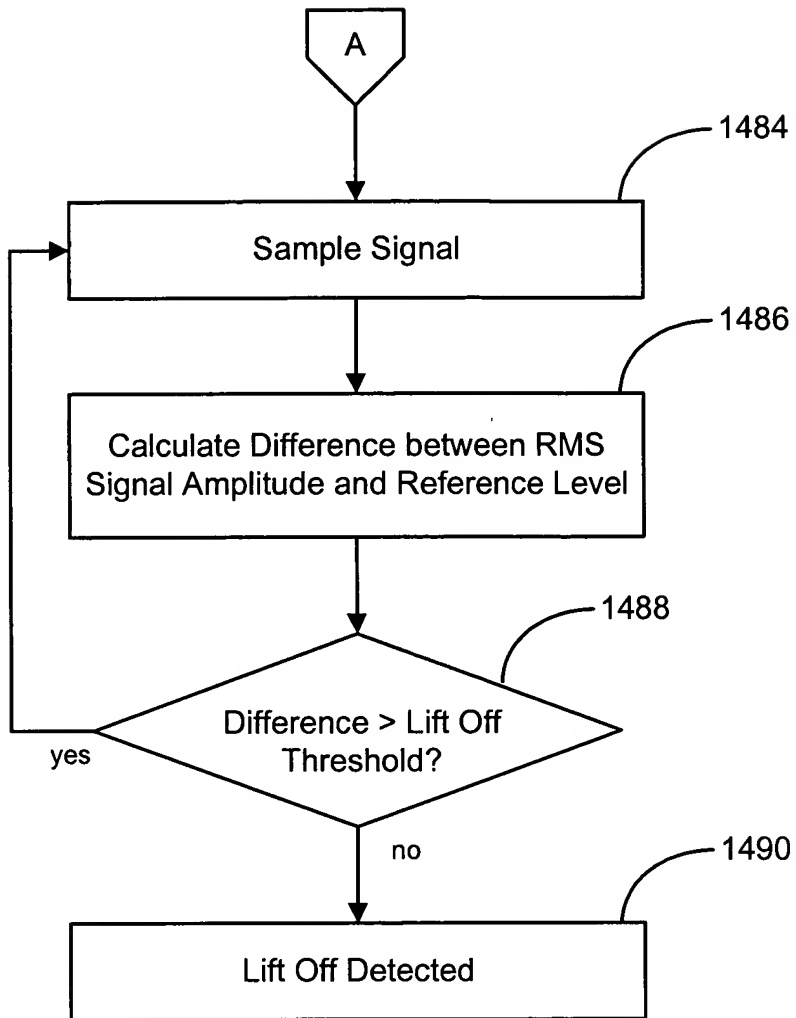 A
1484
Sample Signal
1486
Calculate Difference between RMS
Signal Amplitude and Reference Level
1488
Difference > Lift Off
Threshold?
yes
no
1490
Lift Off Detected